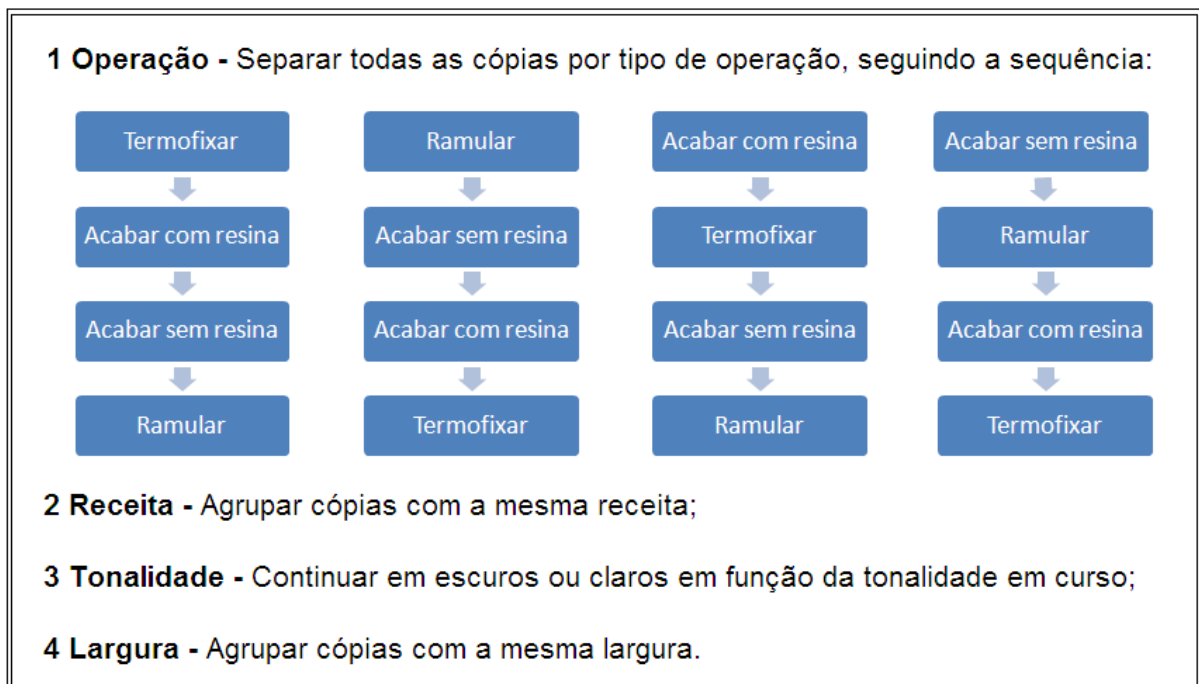 1 Operação - Separar todas as cópias por tipo de operação, seguindo a sequência:
Termofixar
Acabar com resina
Acabar sem resina
Ramular
Ramular
Acabar sem resina
Acabar com resina
Termofixar
Acabar com resina
Termofixar
Acabar sem resina
Ramular
Acabar sem resina
Ramular
Acabar com resina
Termofixar
2 Receita - Agrupar cópias com a mesma receita;
3 Tonalidade - Continuar em escuros ou claros em função da tonalidade em curso;
4 Largura - Agrupar cópias com a mesma largura.